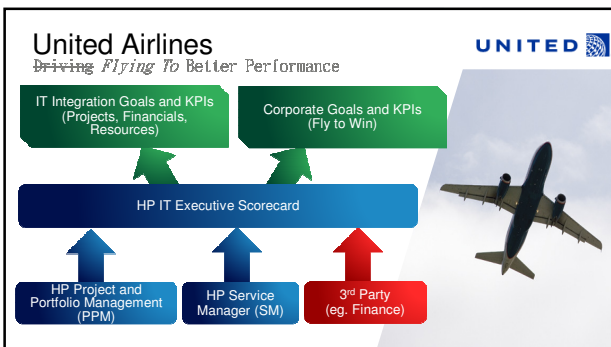 United Airlines
UNITED
Driving Flying To Better Performance
IT Integration Goals and KPIs
(Projects, Financials,
Resources)
Corporate Goals and KPIs
(Fly to Win)
HP IT Executive Scorecard
HP Project and
Portfolio Management
(PPM)
HP Service
Manager (SM)
3rd Party
(eg. Finance)